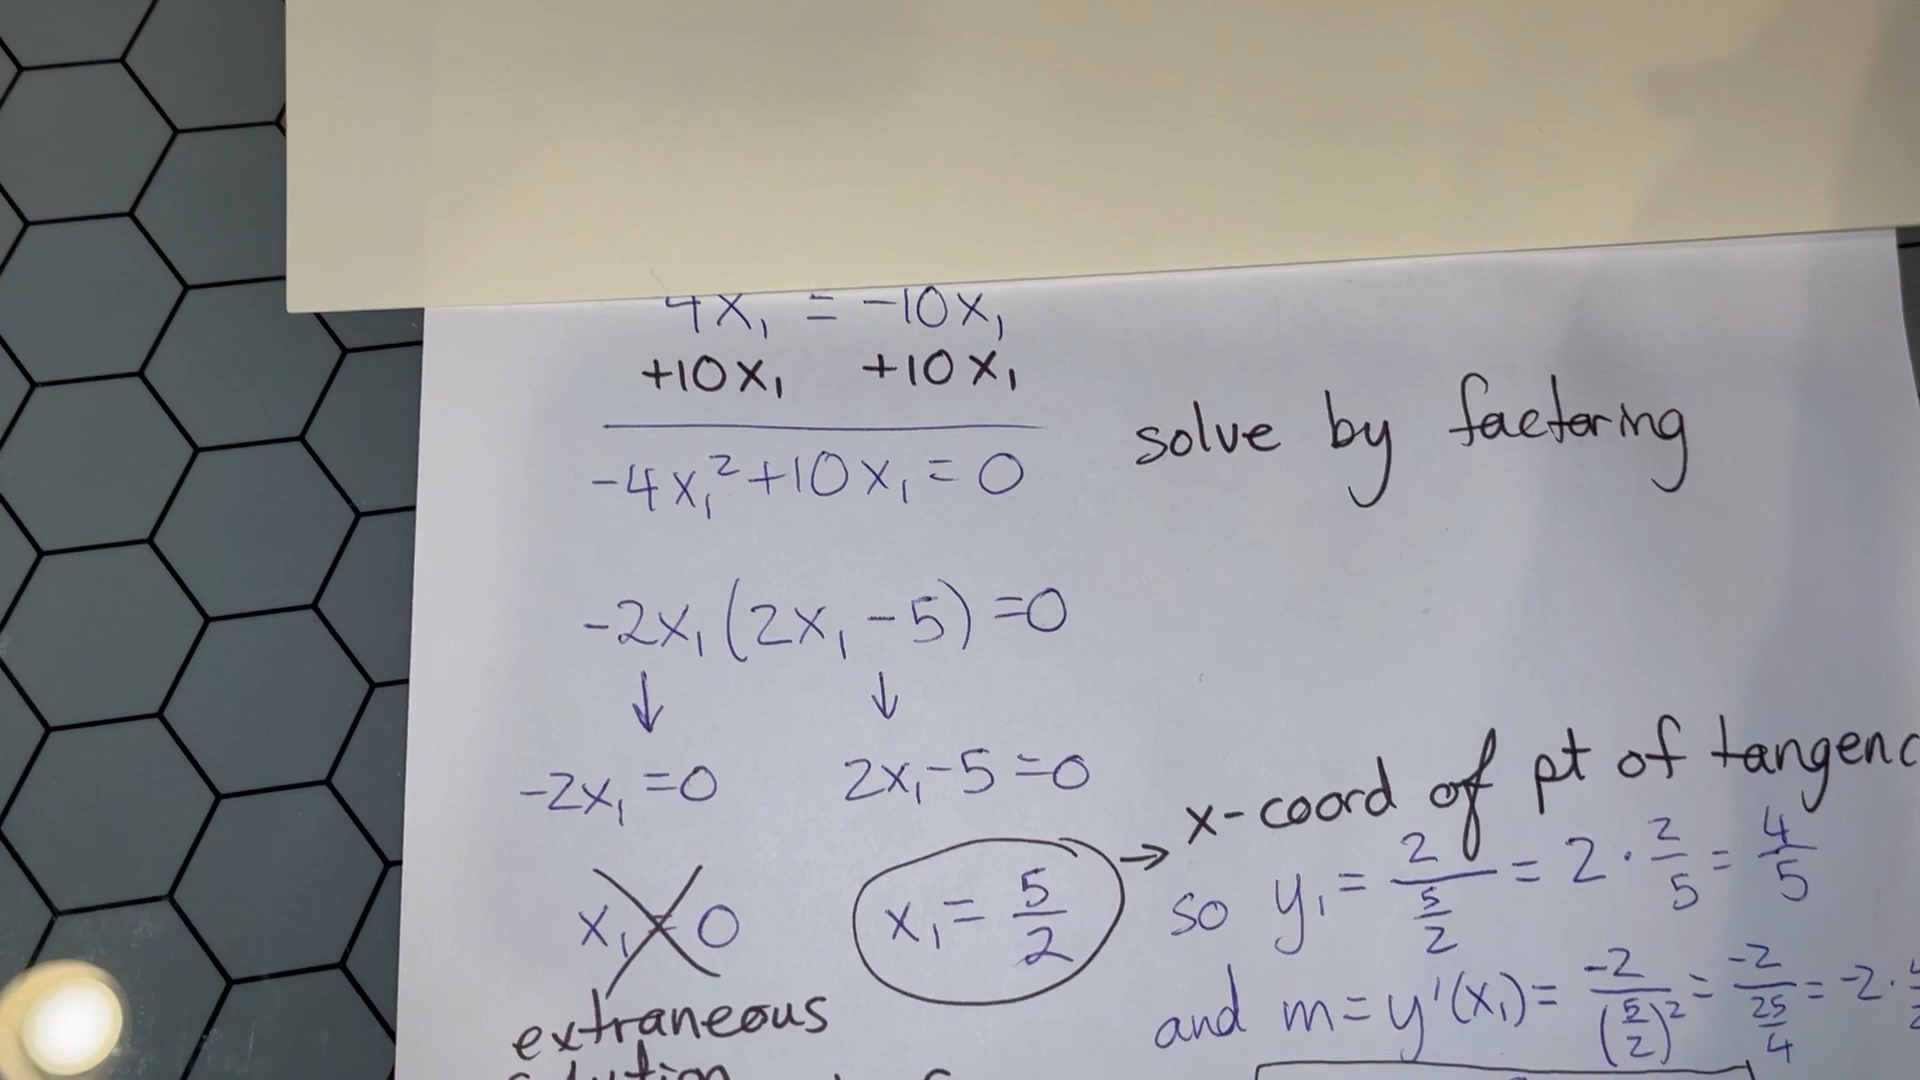 4x₁ = -10x₁
+10x₁ +10x₁
-4x₁²+10x₁=0
solve by factoring
-2x₁(2x₁-5)=0
↓ ↓
-2x₁=0 2x₁-5=0
x₁=0 x₁=5/2
→ x-coord of pt of tangenc
so y₁ = 2/(5/2) = 2·2/5 = 4/5
and m=y'(x₁)= -2/(5/2)² = -2/(25/4) = -2·
extraneous